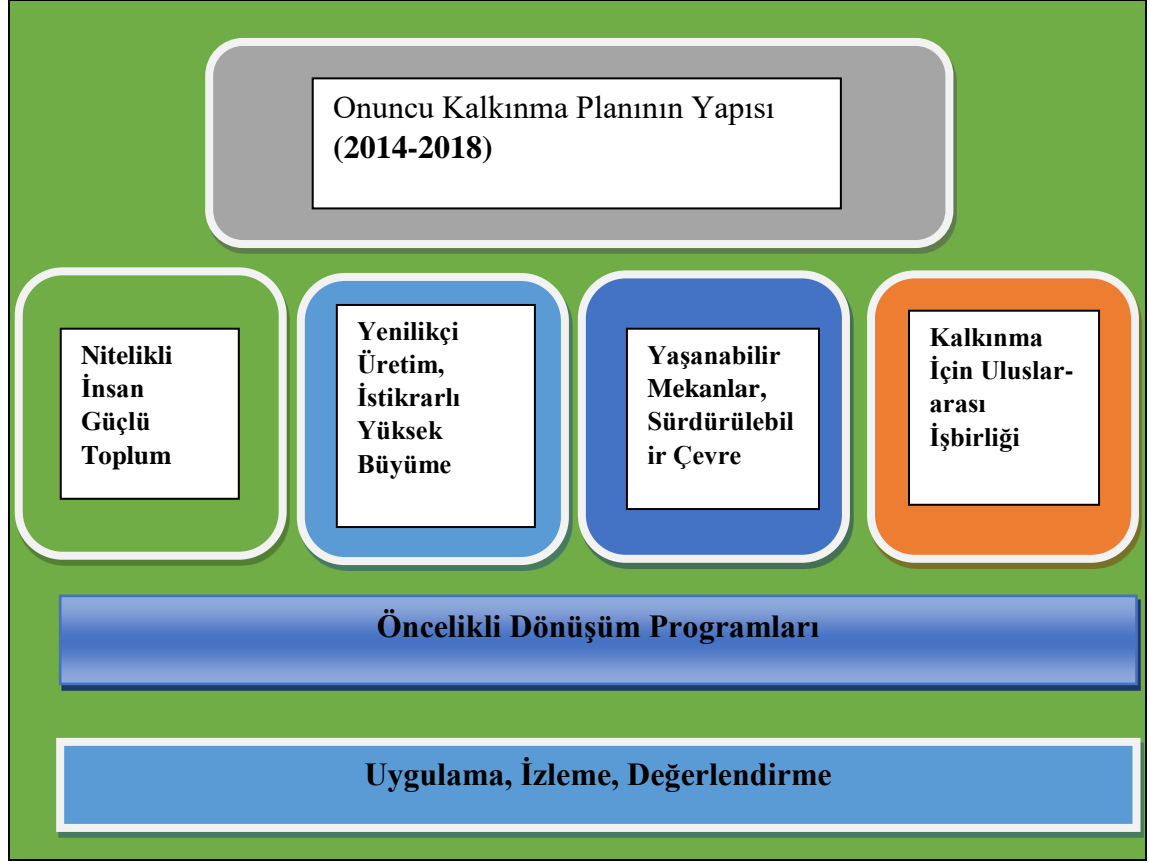 Onuncu Kalkınma Planının Yapısı
(2014-2018)
Nitelikli
İnsan
Güçlü
Toplum
Yenilikçi
Üretim,
İstikrarlı
Yüksek
Büyüme
Yaşanabilir
Mekanlar,
Sürdürülebil
ir Çevre
Kalkınma
İçin Uluslar-
arası
İşbirliği
Öncelikli Dönüşüm Programları
Uygulama, İzleme, Değerlendirme